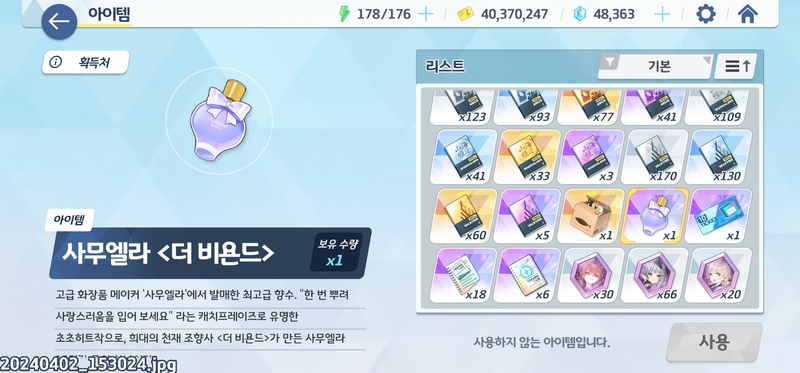 아이템
178/176
40,370,247
48,363
획득처
리스트
기본
x123
x93
x77
x41
x109
x41
x33
x3
x170
x130
x60
x5
x1
x1
x1
x18
x6
x30
x66
x20
아이템
사무엘라 <더 비욘드>
보유 수량
x1
고급 화장품 메이커 '사무엘라'에서 발매한 최고급 향수. "한 번 뿌려
사랑스러움을 입어 보세요" 라는 캐치프레이즈로 유명한
초초히트작으로, 희대의 천재 조향사 <더 비욘드>가 만든 사무엘라
사용하지 않는 아이템입니다.
사용
20240402_153024.jpg